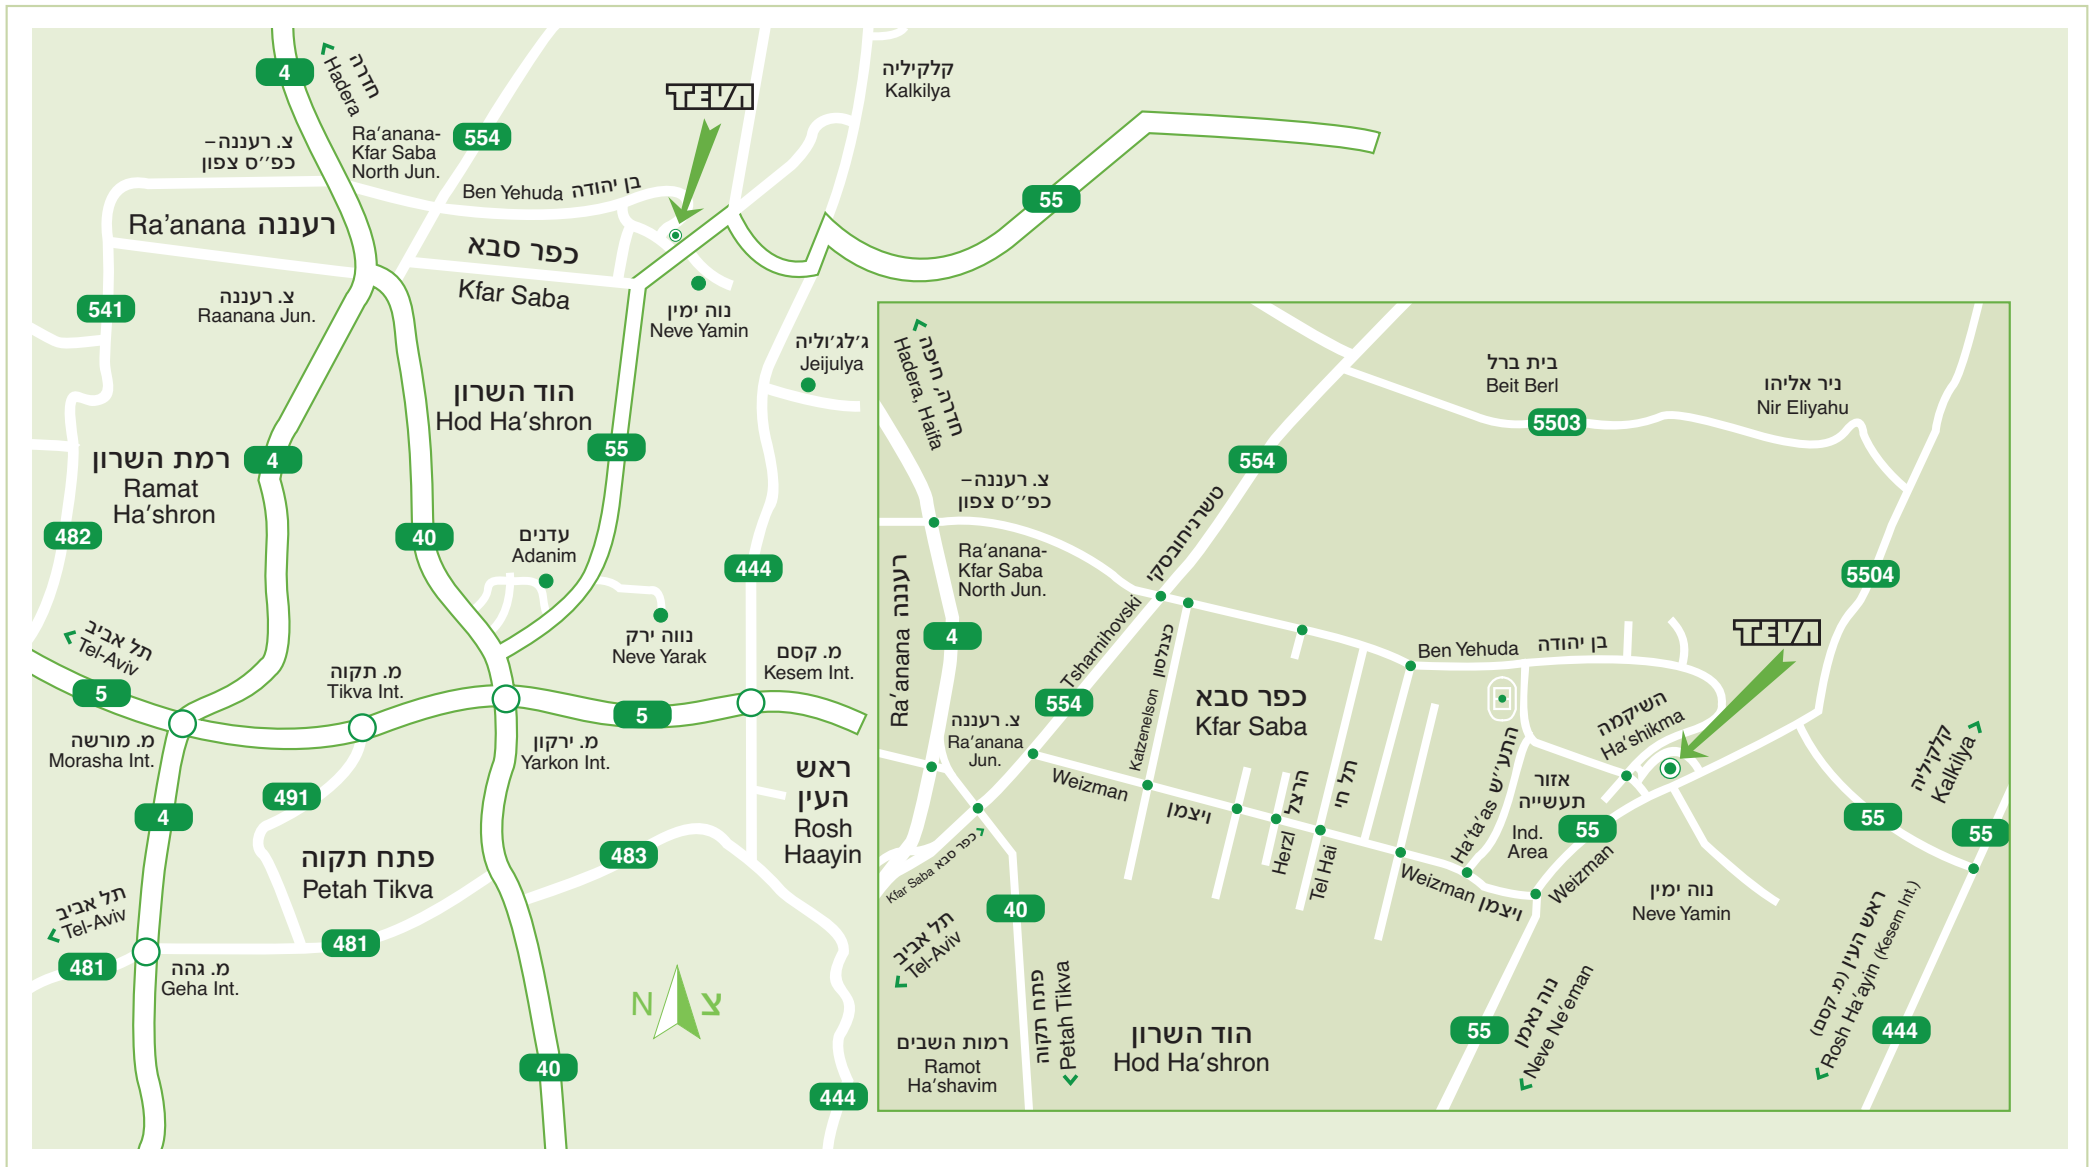 4
חדרה
Hadera
TEVA
קלקיליה
Kalkilya
צ. רעננה–
כפ''ס צפון
Ra'anana-
Kfar Saba
North Jun.
554
Ben Yehuda בן יהודה
55
Ra'anana רעננה
כפר סבא
Kfar Saba
541
צ. רעננה
Raanana Jun.
נוה ימין
Neve Yamin
ג'לג'וליה
Jeijulya
הוד השרון
Hod Ha'shron
55
רמת השרון
Ramat
Ha'shron
4
482
40
עדנים
Adanim
444
תל אביב
Tel-Aviv
5
נווה ירק
Neve Yarak
מ. קסם
Kesem Int.
מ. תקוה
Tikva Int.
5
מ. מורשה
Morasha Int.
מ. ירקון
Yarkon Int.
ראש
העין
Rosh
Haayin
491
4
483
פתח תקוה
Petah Tikva
תל אביב
Tel-Aviv
481
481
מ. גהה
Geha Int.
N צ
40
444
חדרה, חיפה
Hadera, Haifa
בית ברל
Beit Berl
5503
ניר אליהו
Nir Eliyahu
554
צ. רעננה–
כפ''ס צפון
Ra'anana-
Kfar Saba
North Jun.
טשרניחובסקי
Tsharnihovski
5504
Ra'anana רעננה
4
Katzenelson כצנלסון
554
כפר סבא
Kfar Saba
Ben Yehuda בן יהודה
TEVA
השיקמה
Ha'shikma
צ. רעננה
Ra'anana
Jun.
Weizman
ויצמן
Herzl הרצל
Tel Hai תל חי
Ha'ta'as התע''ש
אזור
תעשייה
Ind.
Area
55
קלקיליה
Kalkilya
55
55
Kfar Saba כפר סבא
Weizman ויצמן
Weizman
נוה ימין
Neve Yamin
40
תל אביב
Tel-Aviv
פתח תקוה
Petah Tikva
רמות השבים
Ramot
Ha'shavim
הוד השרון
Hod Ha'shron
55
נוה נאמן
Neve Ne'eman
ראש העין (מ. קסם)
Rosh Ha'ayin (Kesem Int.)
444